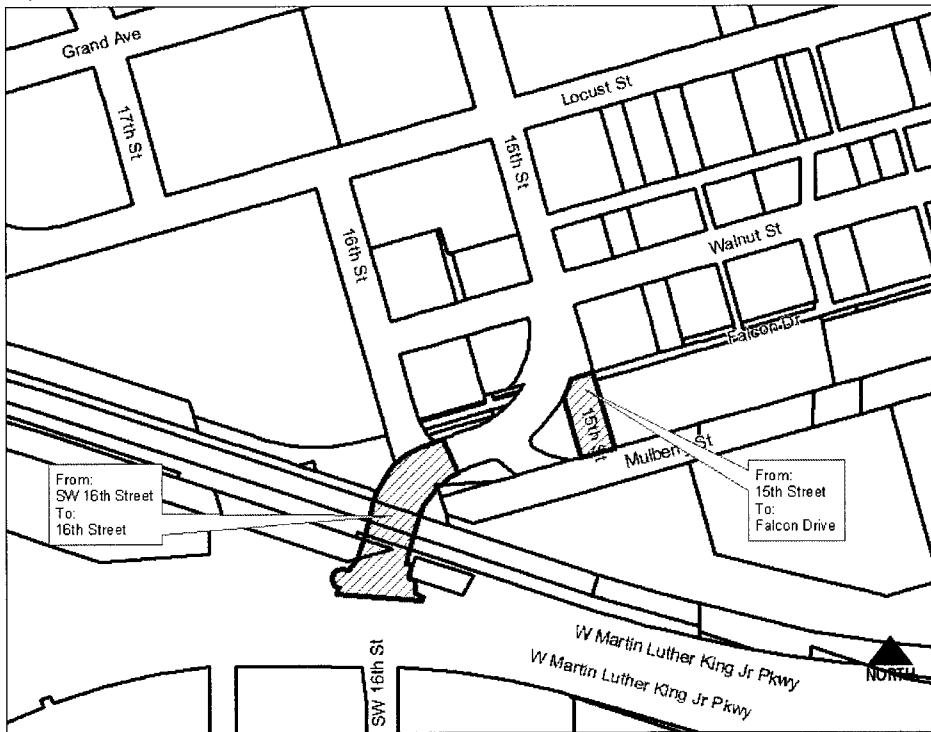 Grand Ave
Locust St
17th St
15th St
16th St
Walnut St
Falcon Dr
15th St
Mulberry St
From:
SW 16th Street
To:
16th Street
From:
15th Street
To:
Falcon Drive
W Martin Luther King Jr Pkwy
W Martin Luther King Jr Pkwy
NORTH
SW 16th St